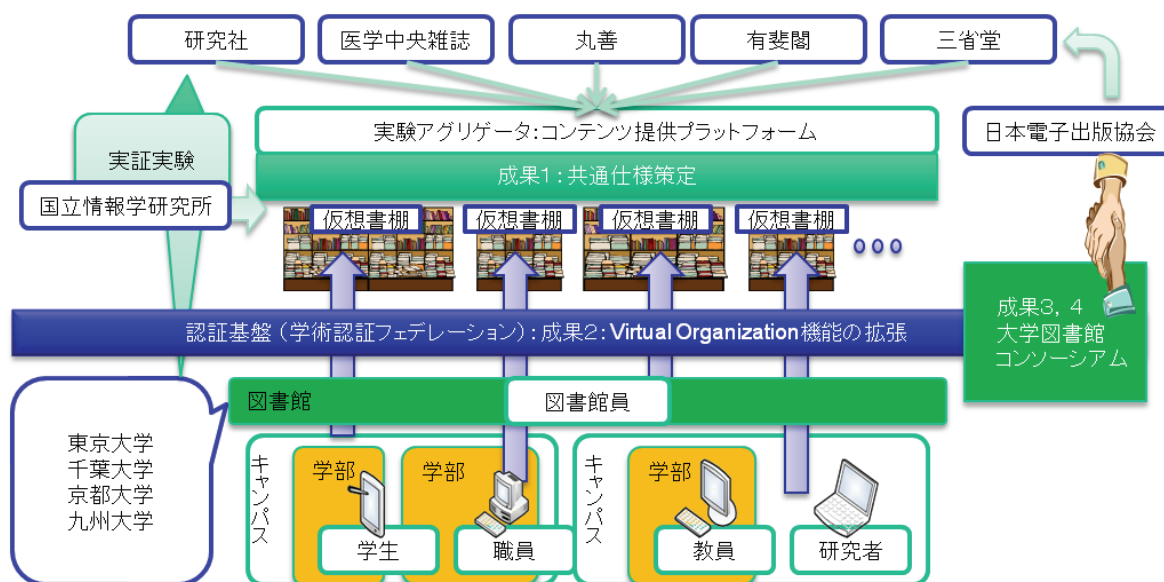 研究社
医学中央雑誌
丸善
有斐閣
三省堂
実験アグリゲータ:コンテンツ提供プラットフォーム
日本電子出版協会
実証実験
成果1:共通仕様策定
国立情報学研究所
仮想書棚
仮想書棚
仮想書棚
仮想書棚
認証基盤(学術認証フェデレーション):成果2:Virtual Organization機能の拡張
成果3, 4
大学図書館
コンソーシアム
図書館
図書館員
東京大学
千葉大学
京都大学
九州大学
キャンパス
学部
学生
学部
職員
キャンパス
学部
教員
研究者